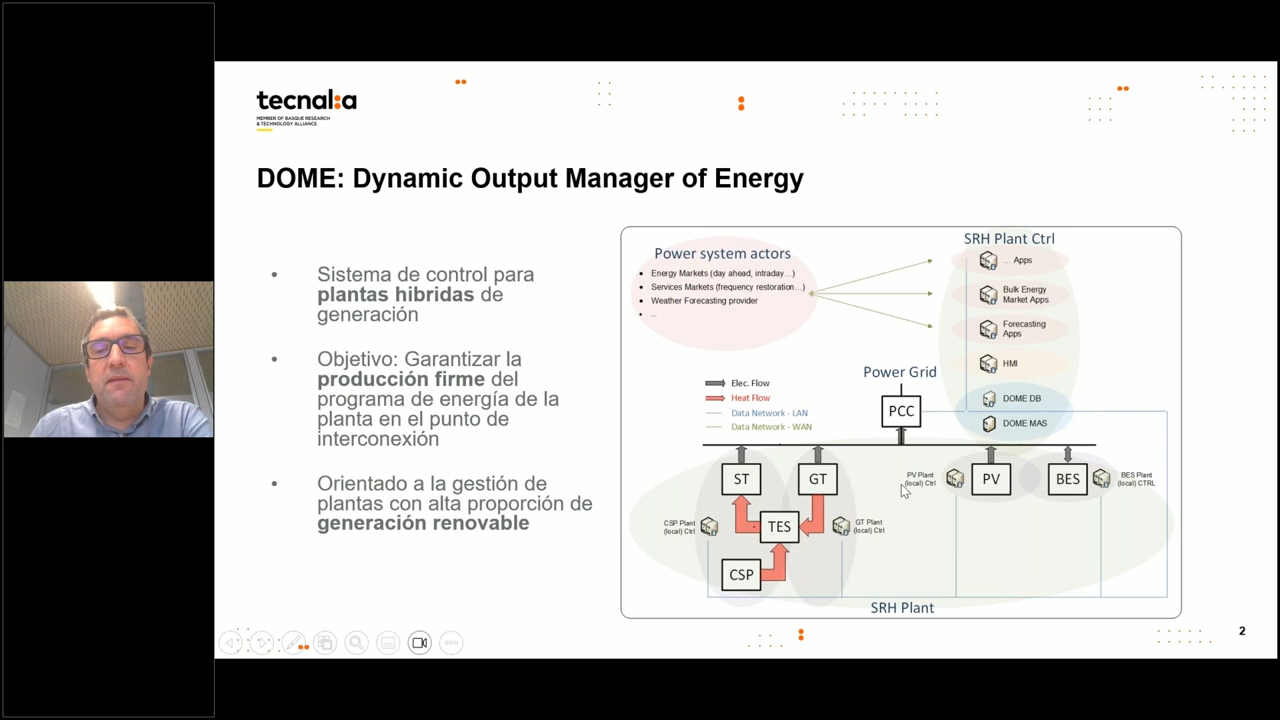 tecnal:a
MEMBER OF BASQUE RESEARCH
& TECHNOLOGY ALLIANCE
DOME: Dynamic Output Manager of Energy
• Sistema de control para
plantas hibridas de
generación
• Objetivo: Garantizar la
producción firme del
programa de energía de la
planta en el punto de
interconexión
• Orientado a la gestión de
plantas con alta proporción de
generación renovable
Power system actors
• Energy Markets (day ahead, intraday…)
• Services Markets (frequency restoration…)
• Weather Forecasting provider
• ...
SRH Plant Ctrl
... Apps
Bulk Energy
Market Apps
Forecasting
Apps
HMI
DOME DB
DOME MAS
Power Grid
PCC
Elec. Flow
Heat Flow
Data Network - LAN
Data Network - WAN
ST
GT
PV Plant
(local) Ctrl
PV
BES
BES Plant
(local) CTRL
CSP Plant
(local) Ctrl
TES
GT Plant
(local) Ctrl
CSP
SRH Plant
2